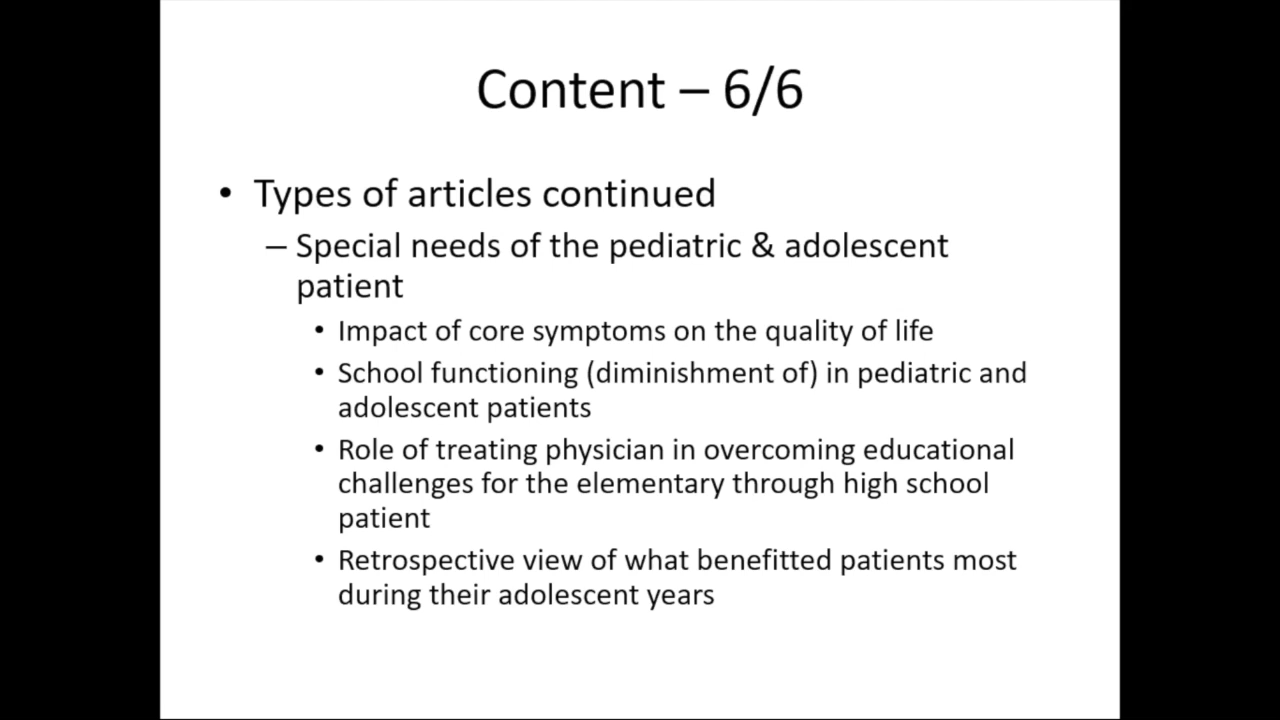 Content – 6/6
• Types of articles continued
– Special needs of the pediatric & adolescent
patient
• Impact of core symptoms on the quality of life
• School functioning (diminishment of) in pediatric and
adolescent patients
• Role of treating physician in overcoming educational
challenges for the elementary through high school
patient
• Retrospective view of what benefitted patients most
during their adolescent years